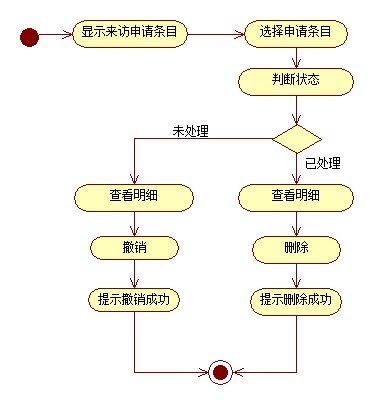 显示来访申请条目
选择申请条目
判断状态
未处理
已处理
查看明细
查看明细
撤销
删除
提示撤销成功
提示删除成功